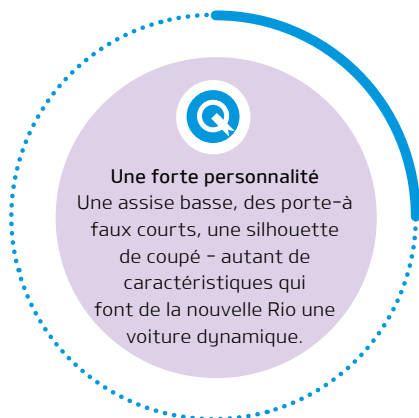 Une forte personnalité
Une assise basse, des porte-à
faux courts, une silhouette
de coupé - autant de
caractéristiques qui
font de la nouvelle Rio une
voiture dynamique.